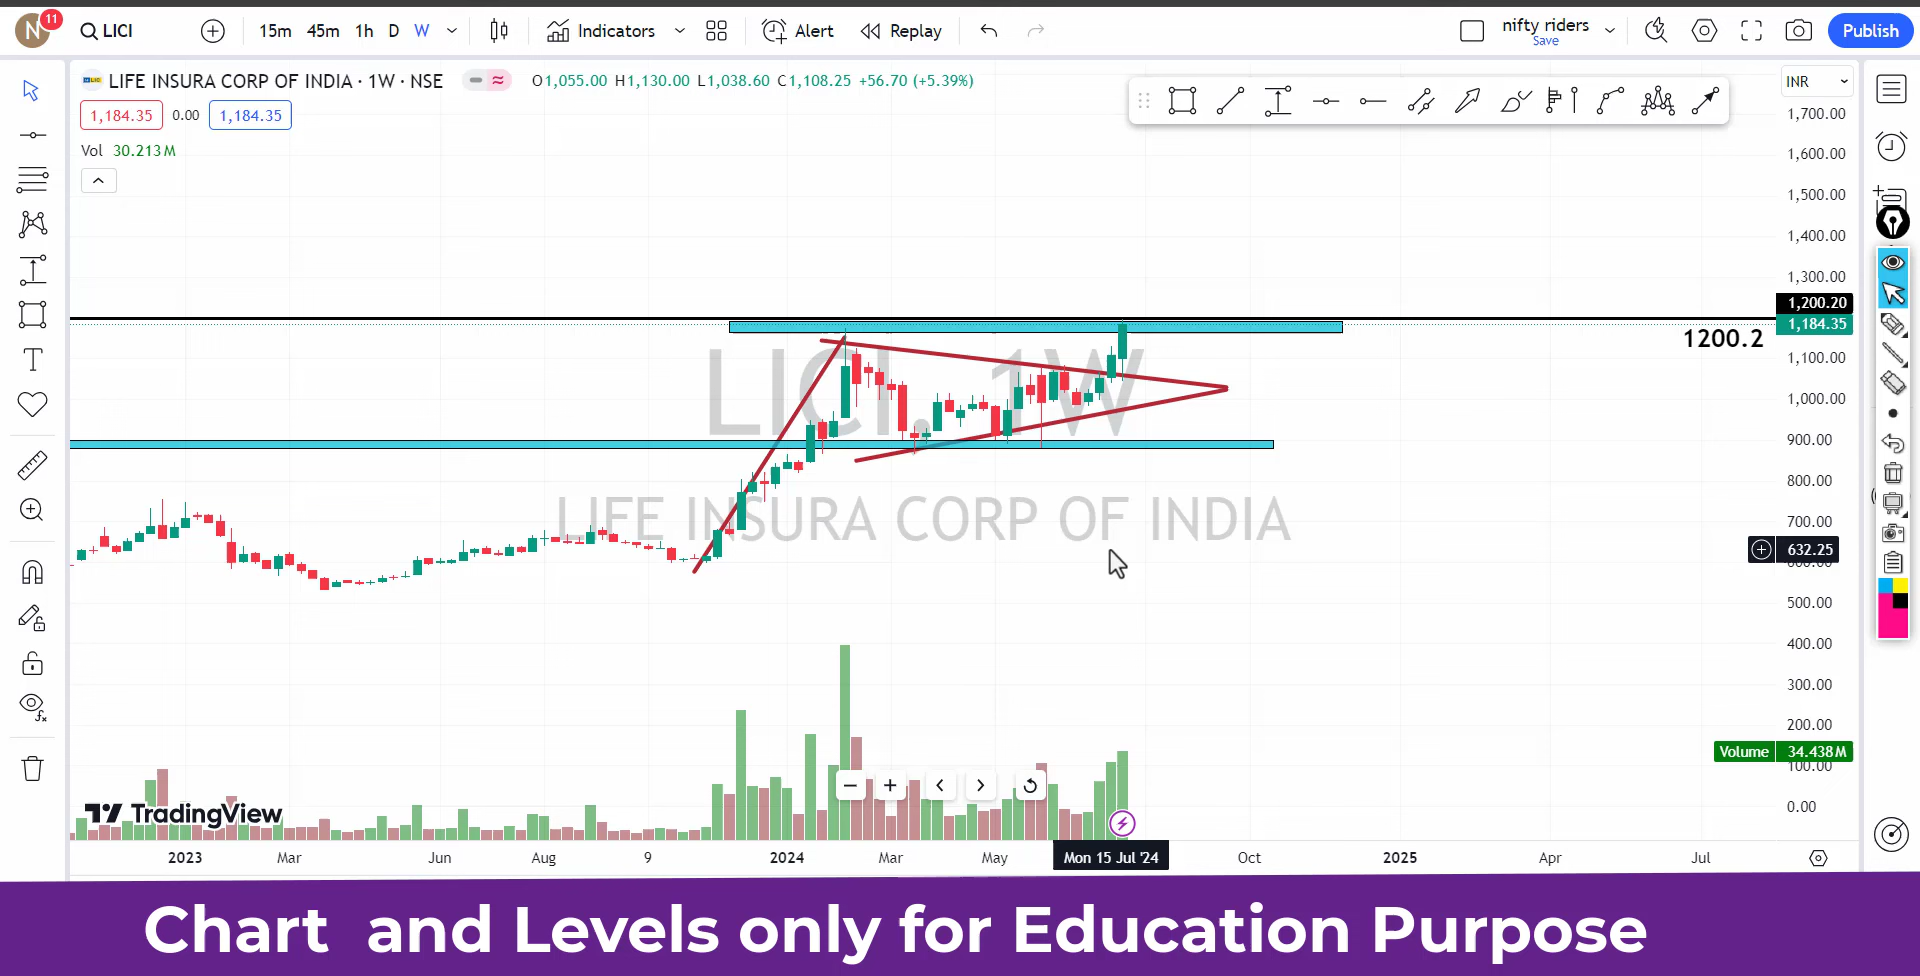 N 11 LICI 15m 45m 1h D W Indicators Alert Replay nifty riders Save Publish
LIFE INSURA CORP OF INDIA · 1W · NSE O1,055.00 H1,130.00 L1,038.60 C1,108.25 +56.70 (+5.39%) INR
1,184.35 0.00 1,184.35
Vol 30.213M
1,700.00
1,600.00
1,500.00
1,400.00
1,300.00
1,200.20
1,184.35
1200.2
1,100.00
LICI, 1W
1,000.00
900.00
800.00
LIFE INSURA CORP OF INDIA
700.00
632.25
600.00
500.00
400.00
300.00
200.00
Volume 34.438M
100.00
0.00
TradingView
2023 Mar Jun Aug 9 2024 Mar May Mon 15 Jul '24 Oct 2025 Apr Jul
Chart and Levels only for Education Purpose